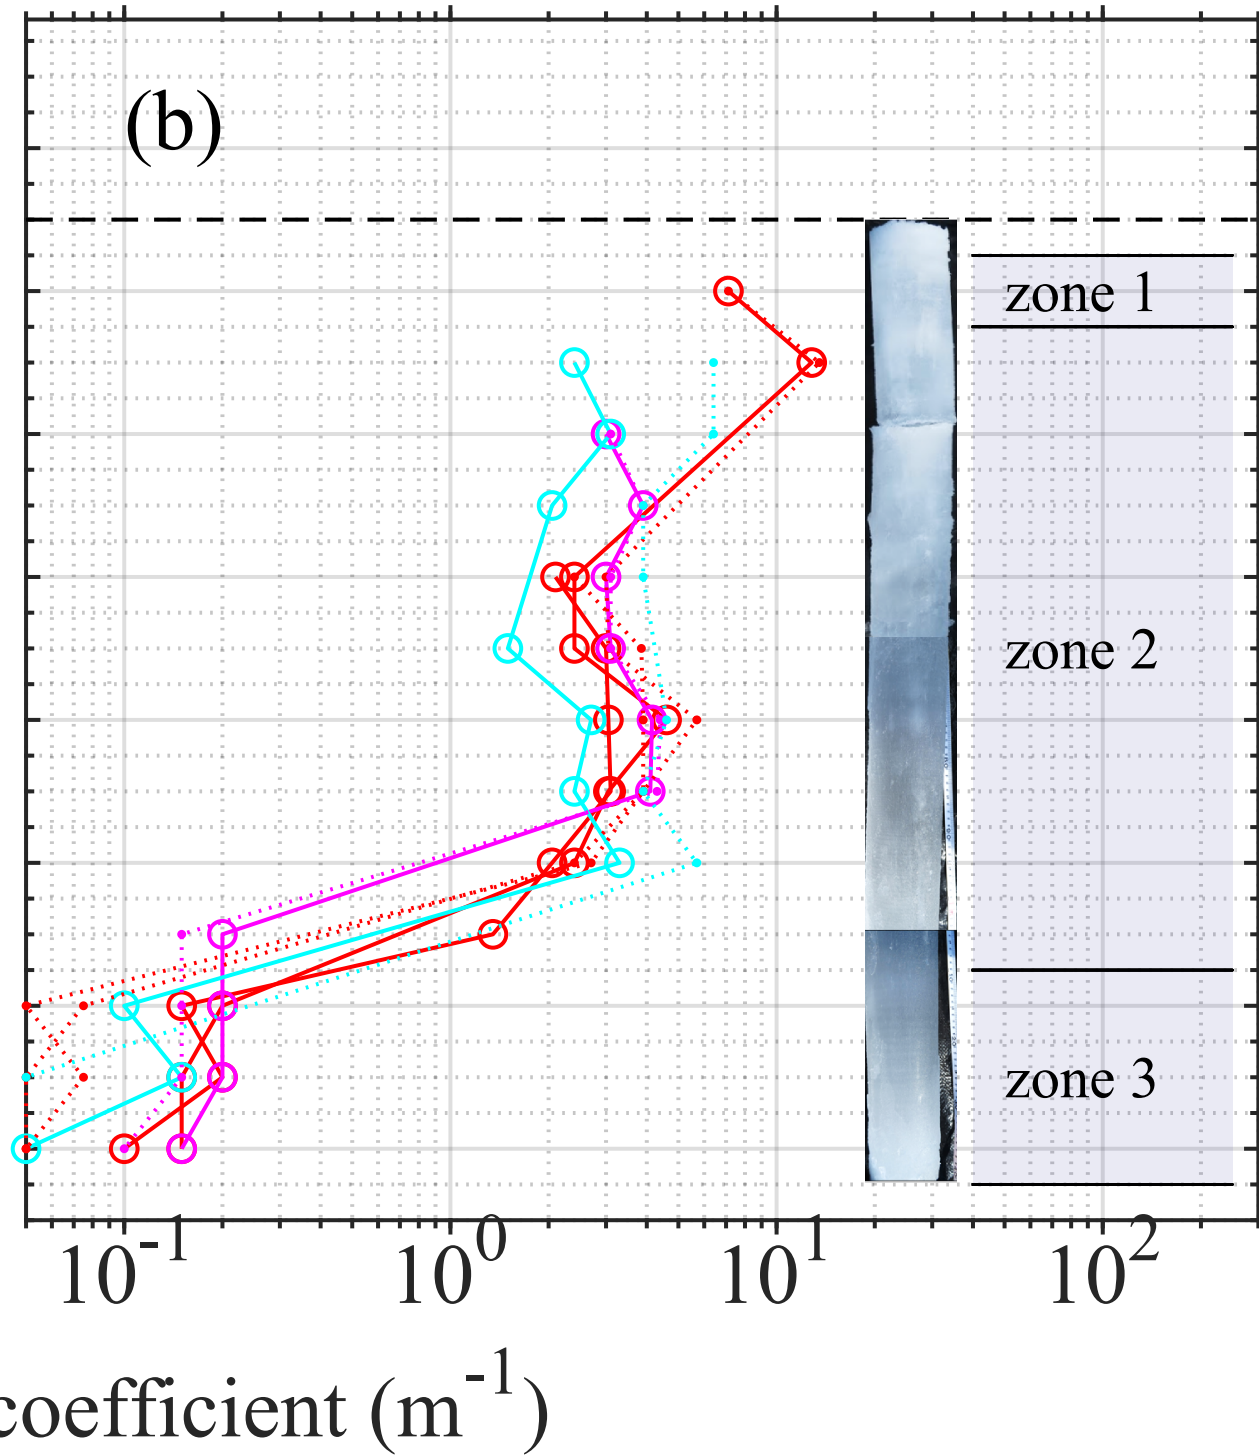 (b)
zone 1
zone 2
zone 3
10⁻¹ 10⁰ 10¹ 10²
coefficient (m⁻¹)